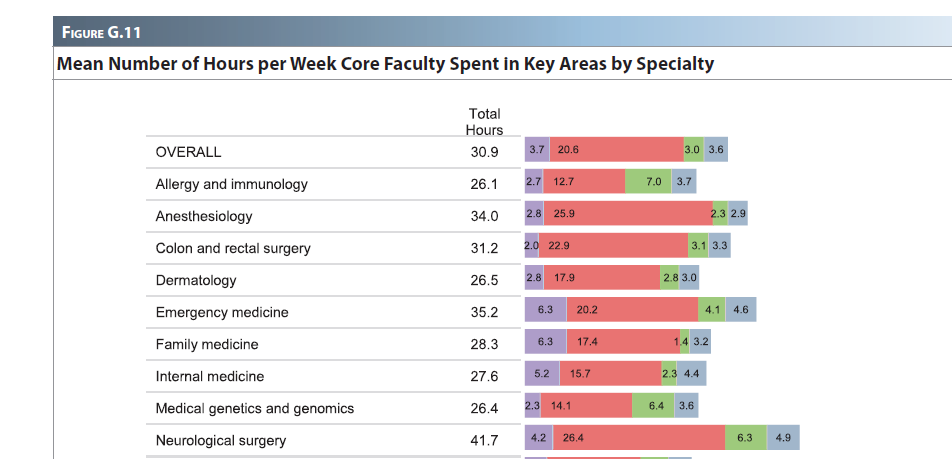 FIGURE G.11
Mean Number of Hours per Week Core Faculty Spent in Key Areas by Specialty
Total
Hours
OVERALL 30.9 3.7 20.6 3.0 3.6
Allergy and immunology 26.1 2.7 12.7 7.0 3.7
Anesthesiology 34.0 2.8 25.9 2.3 2.9
Colon and rectal surgery 31.2 2.0 22.9 3.1 3.3
Dermatology 26.5 2.8 17.9 2.8 3.0
Emergency medicine 35.2 6.3 20.2 4.1 4.6
Family medicine 28.3 6.3 17.4 1.4 3.2
Internal medicine 27.6 5.2 15.7 2.3 4.4
Medical genetics and genomics 26.4 2.3 14.1 6.4 3.6
Neurological surgery 41.7 4.2 26.4 6.3 4.9